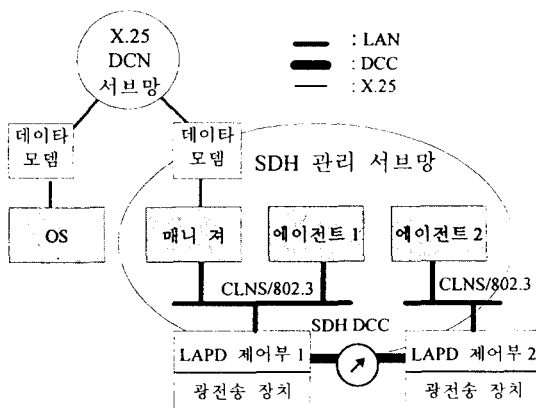 X.25
DCN
서브망
: LAN
: DCC
: X.25
데이타
모뎀
데이타
모뎀
SDH 관리 서브망
OS
매니 져
에이전트 1
에이전트 2
CLNS/802.3
CLNS/802.3
SDH DCC
LAPD 제어부 1
LAPD 제어부 2
광전송 장치
광전송 장치